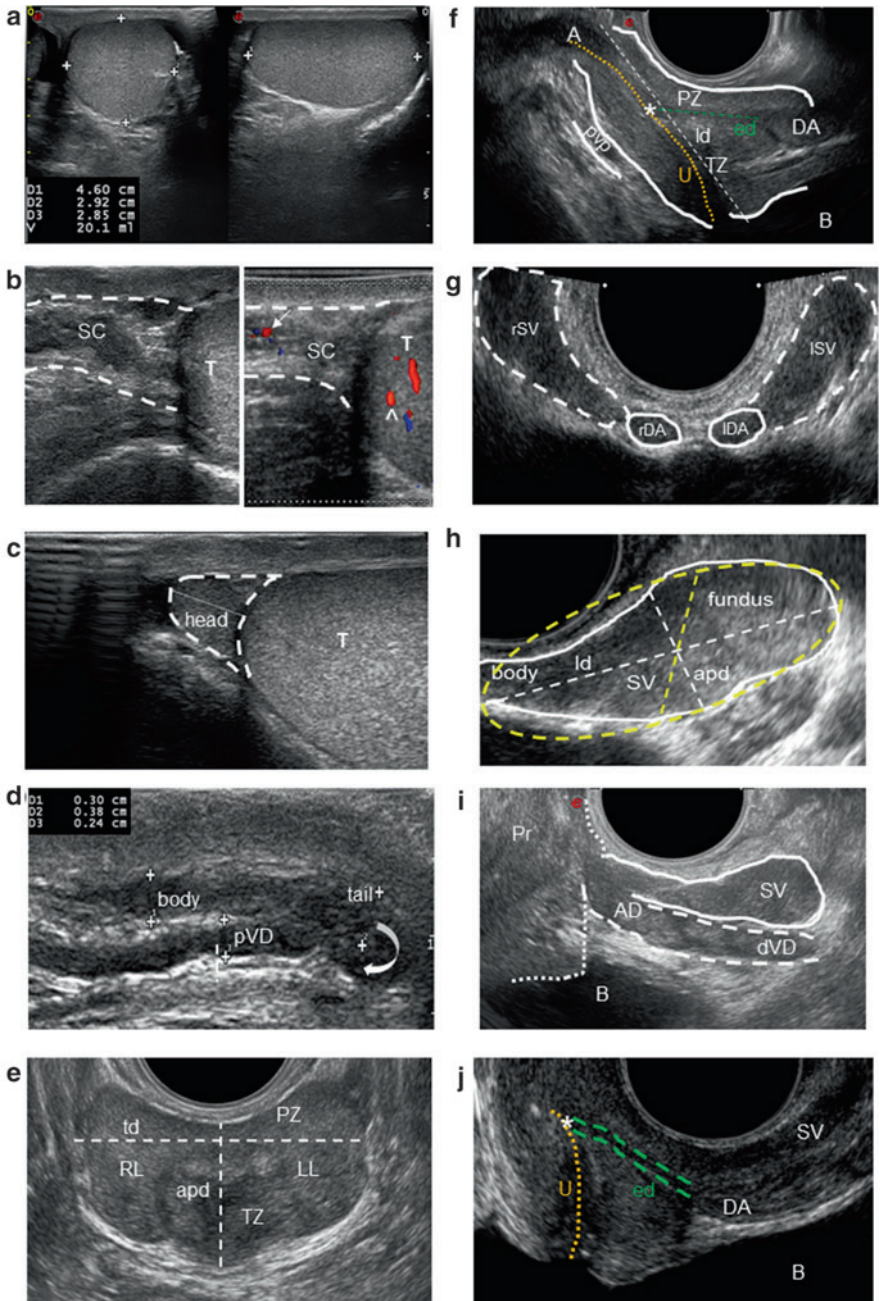 a
0
0
D1 4.60 cm
D2 2.92 cm
D3 2.85 cm
V 20.1 ml
b
SC
T
SC
T
c
head
T
d
D1 0.30 cm
D2 0.38 cm
D3 0.24 cm
body
tail
pVD
e
td
PZ
RL
LL
apd
TZ
f
A
PZ
ed
DA
ld
pvp
TZ
U
B
g
rSV
lSV
rDA
lDA
h
fundus
body
ld
SV
apd
i
Pr
SV
AD
dVD
B
j
SV
U
ed
DA
B